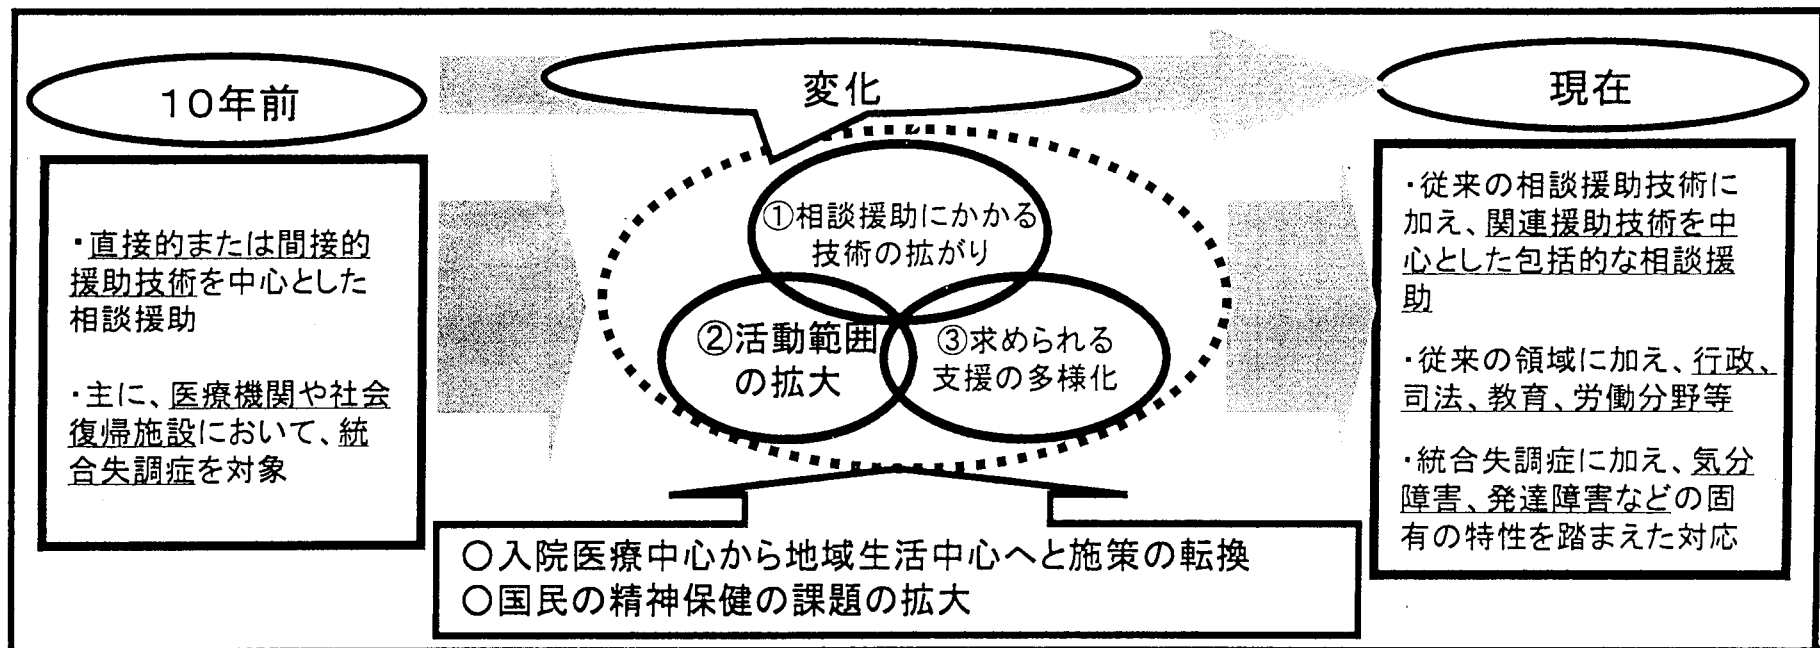 10年前
変化
現在
・直接的または間接的
援助技術を中心とした
相談援助
・主に、医療機関や社会
復帰施設において、統
合失調症を対象
①相談援助にかかる
技術の拡がり
②活動範囲
の拡大
③求められる
支援の多様化
○入院医療中心から地域生活中心へと施策の転換
○国民の精神保健の課題の拡大
・従来の相談援助技術に
加え、関連援助技術を中
心とした包括的な相談援
助
・従来の領域に加え、行政、
司法、教育、労働分野等
・統合失調症に加え、気分
障害、発達障害などの固
有の特性を踏まえた対応